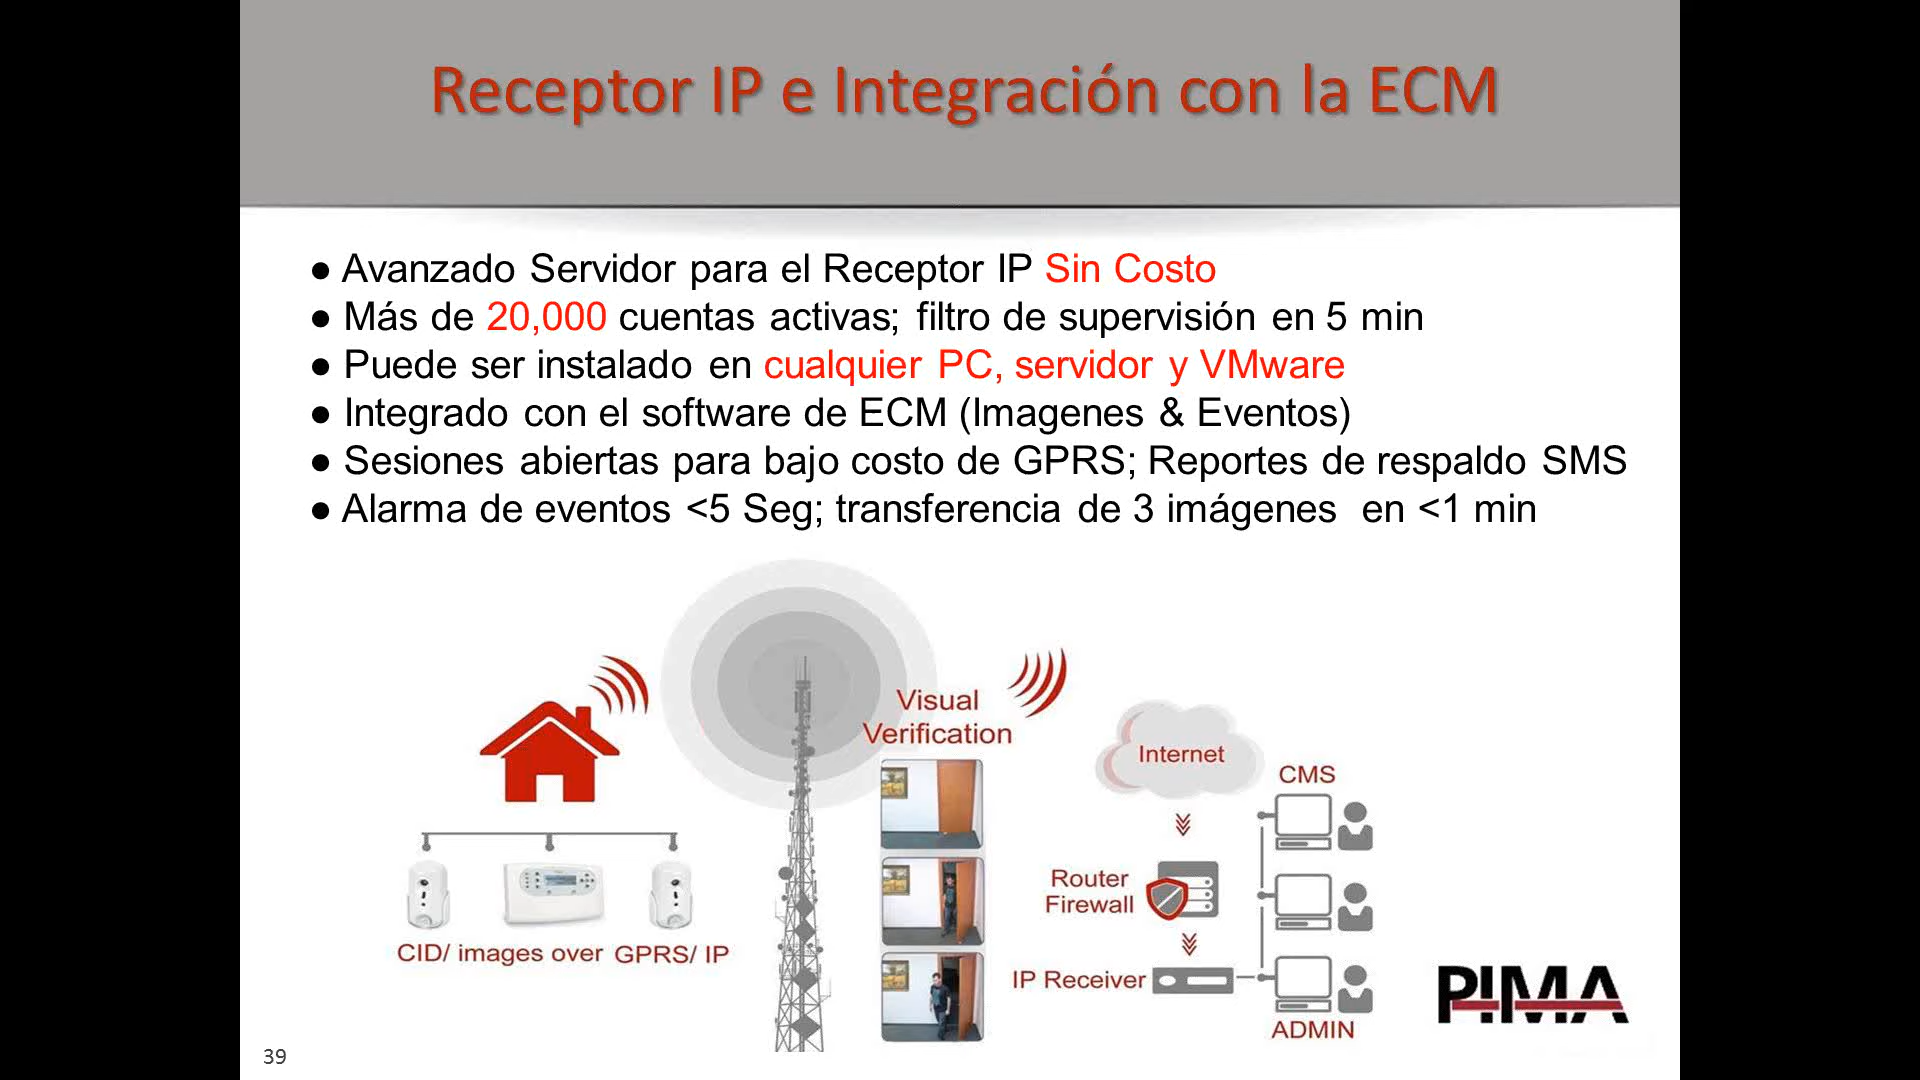 Receptor IP e Integración con la ECM
● Avanzado Servidor para el Receptor IP Sin Costo
● Más de 20,000 cuentas activas; filtro de supervisión en 5 min
● Puede ser instalado en cualquier PC, servidor y VMware
● Integrado con el software de ECM (Imagenes & Eventos)
● Sesiones abiertas para bajo costo de GPRS; Reportes de respaldo SMS
● Alarma de eventos <5 Seg; transferencia de 3 imágenes en <1 min
Visual
Verification
Internet
CMS
Router
Firewall
CID/ images over GPRS/ IP
IP Receiver
ADMIN
PIMA
39